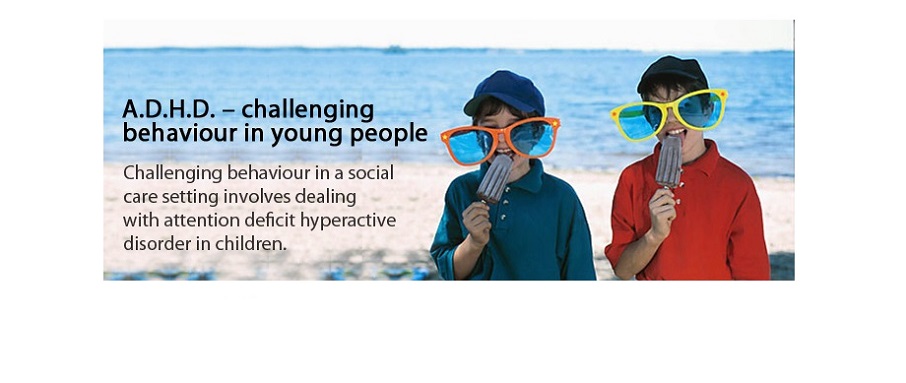 A.D.H.D. – challenging
behaviour in young people
Challenging behaviour in a social
care setting involves dealing
with attention deficit hyperactive
disorder in children.